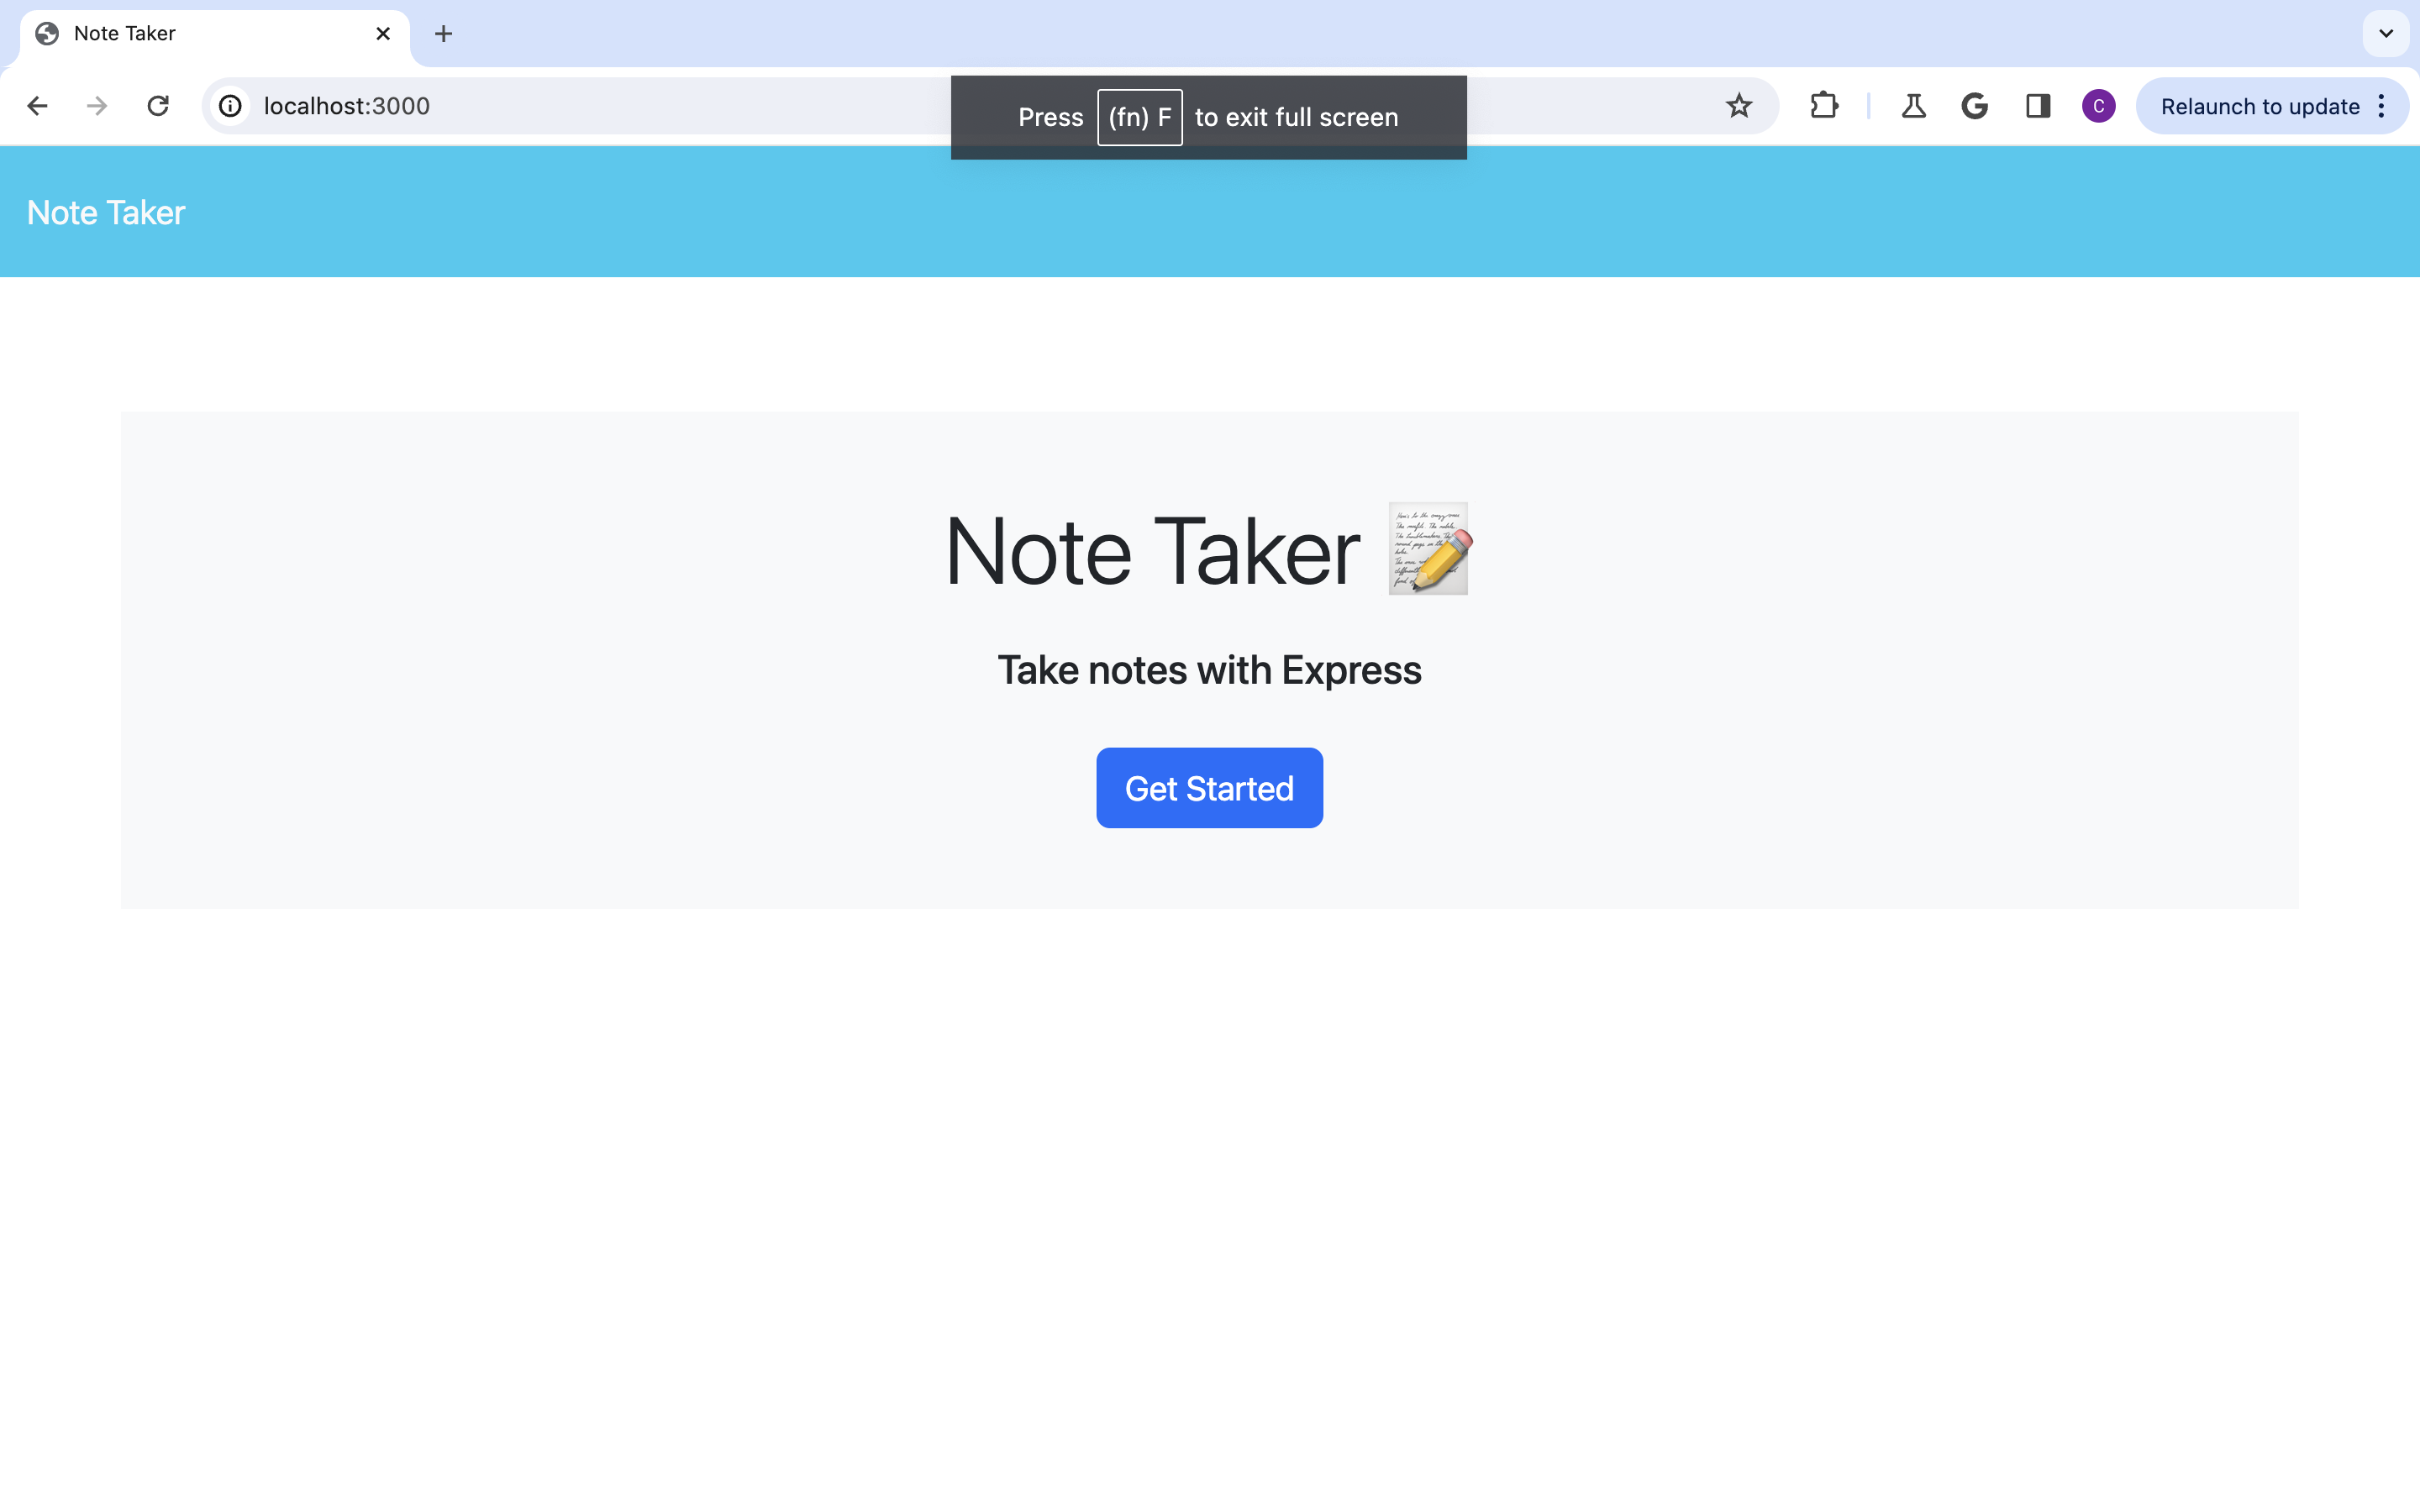 Note Taker
localhost:3000
Press (fn) F to exit full screen
C
Relaunch to update
Note Taker
Note Taker
Take notes with Express
Get Started